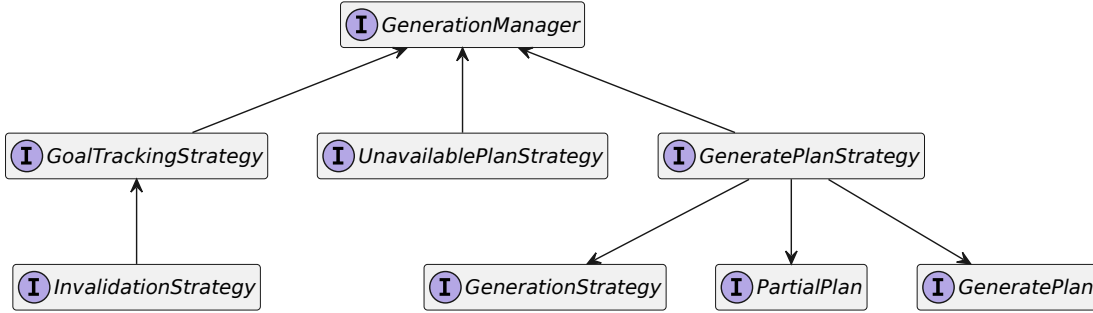 I GenerationManager
I GoalTrackingStrategy
I UnavailablePlanStrategy
I GeneratePlanStrategy
I InvalidationStrategy
I GenerationStrategy
I PartialPlan
I GeneratePlan